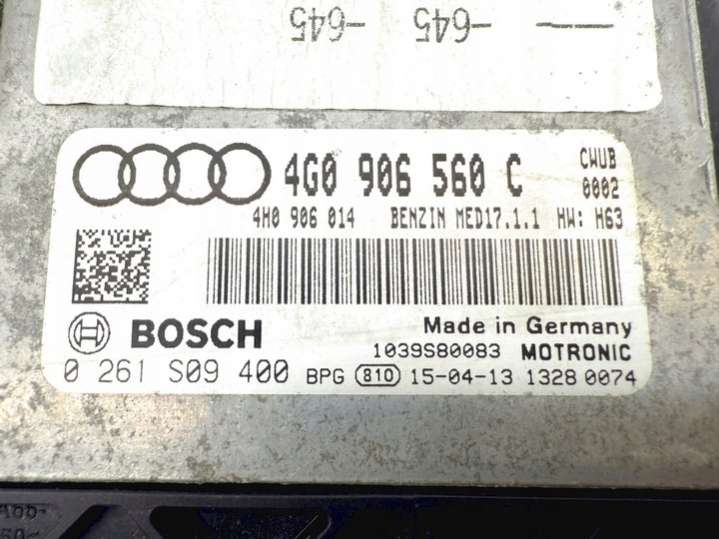 -645 -645
4G0 906 560 C CWUB
0002
4H0 906 014 BENZIN MED17.1.1 HW: H63
BOSCH Made in Germany
1039S80083 MOTRONIC
0 261 S09 400 BPG 810 15-04-13 1328 0074